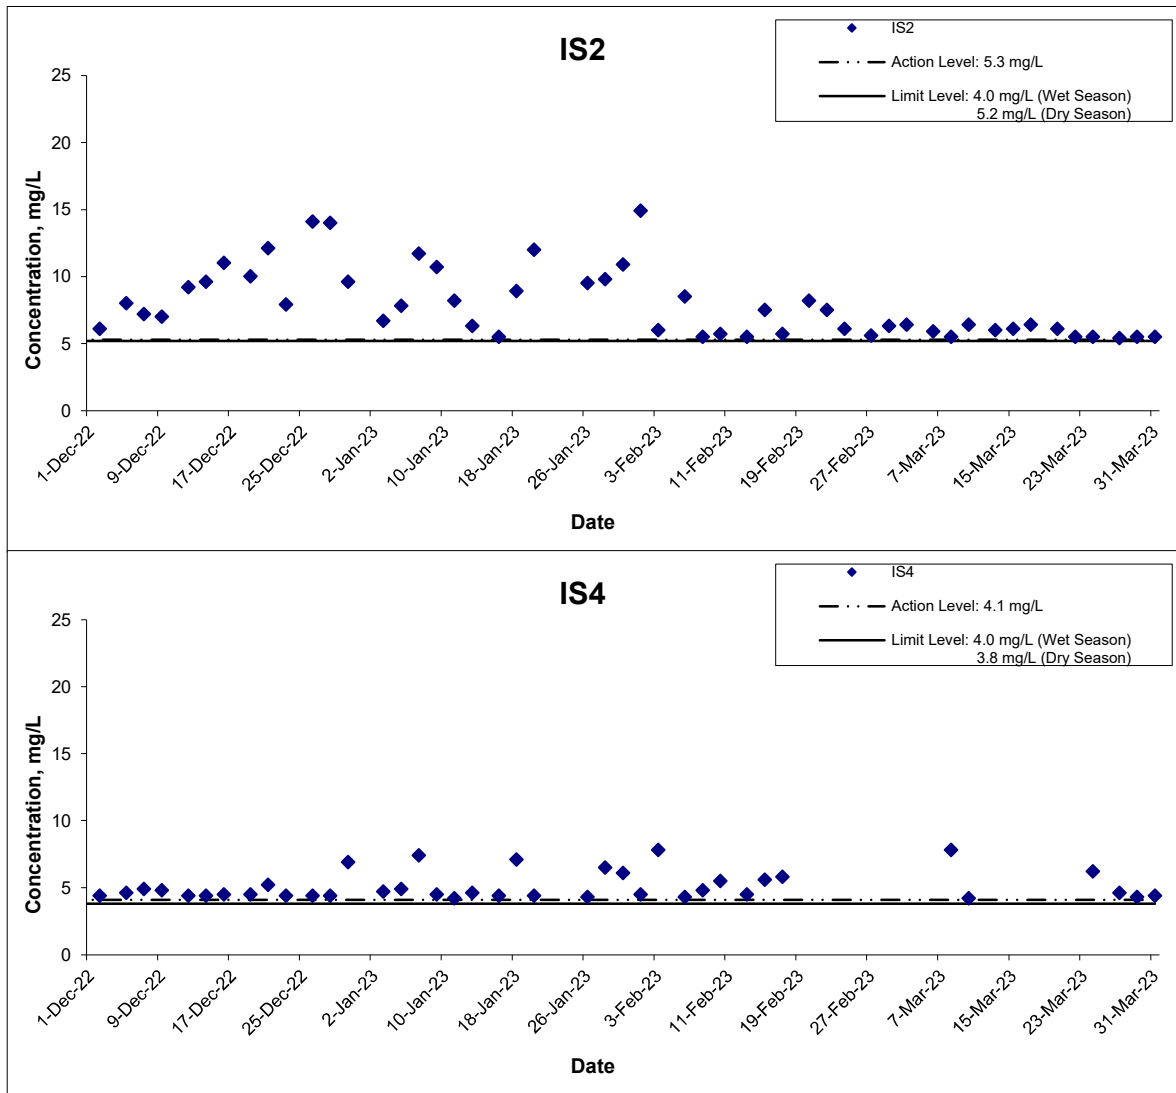 IS2
IS2
Action Level: 5.3 mg/L
Limit Level: 4.0 mg/L (Wet Season)
5.2 mg/L (Dry Season)
Concentration, mg/L
25
20
15
10
5
0
1-Dec-22
9-Dec-22
17-Dec-22
25-Dec-22
2-Jan-23
10-Jan-23
18-Jan-23
26-Jan-23
3-Feb-23
11-Feb-23
19-Feb-23
27-Feb-23
7-Mar-23
15-Mar-23
23-Mar-23
31-Mar-23
Date
IS4
IS4
Action Level: 4.1 mg/L
Limit Level: 4.0 mg/L (Wet Season)
3.8 mg/L (Dry Season)
Concentration, mg/L
25
20
15
10
5
0
1-Dec-22
9-Dec-22
17-Dec-22
25-Dec-22
2-Jan-23
10-Jan-23
18-Jan-23
26-Jan-23
3-Feb-23
11-Feb-23
19-Feb-23
27-Feb-23
7-Mar-23
15-Mar-23
23-Mar-23
31-Mar-23
Date